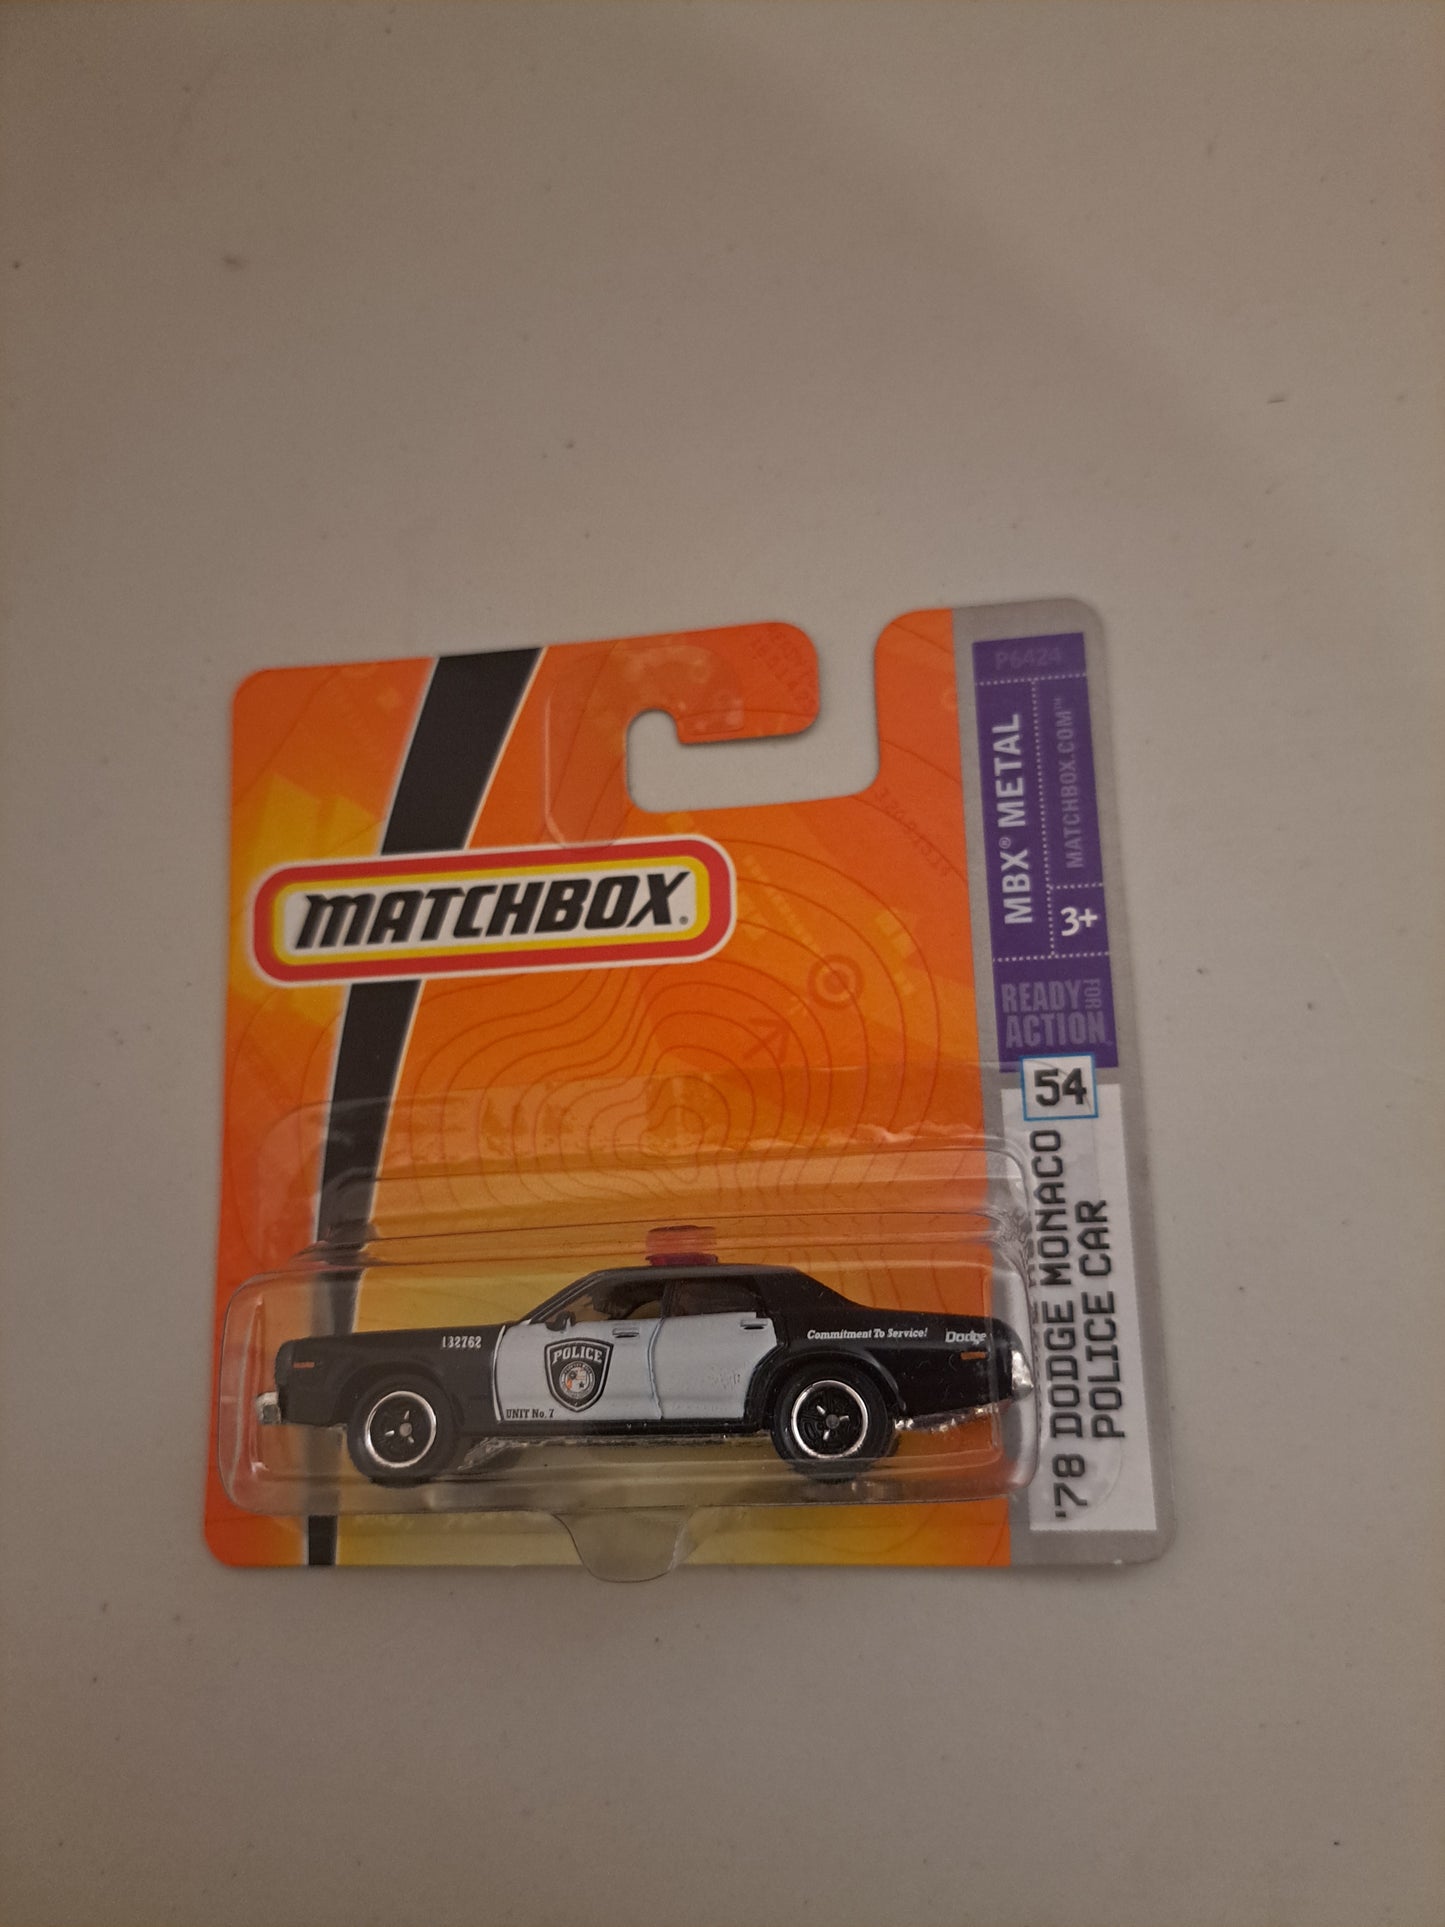 MATCHBOX®
P6424
MBX® METAL
MATCHBOX.COM™
3+
READY FOR ACTION™
54
'78 DODGE MONACO
POLICE CAR
132762
POLICE
UNIT No. 7
Commitment To Service!
Dodge